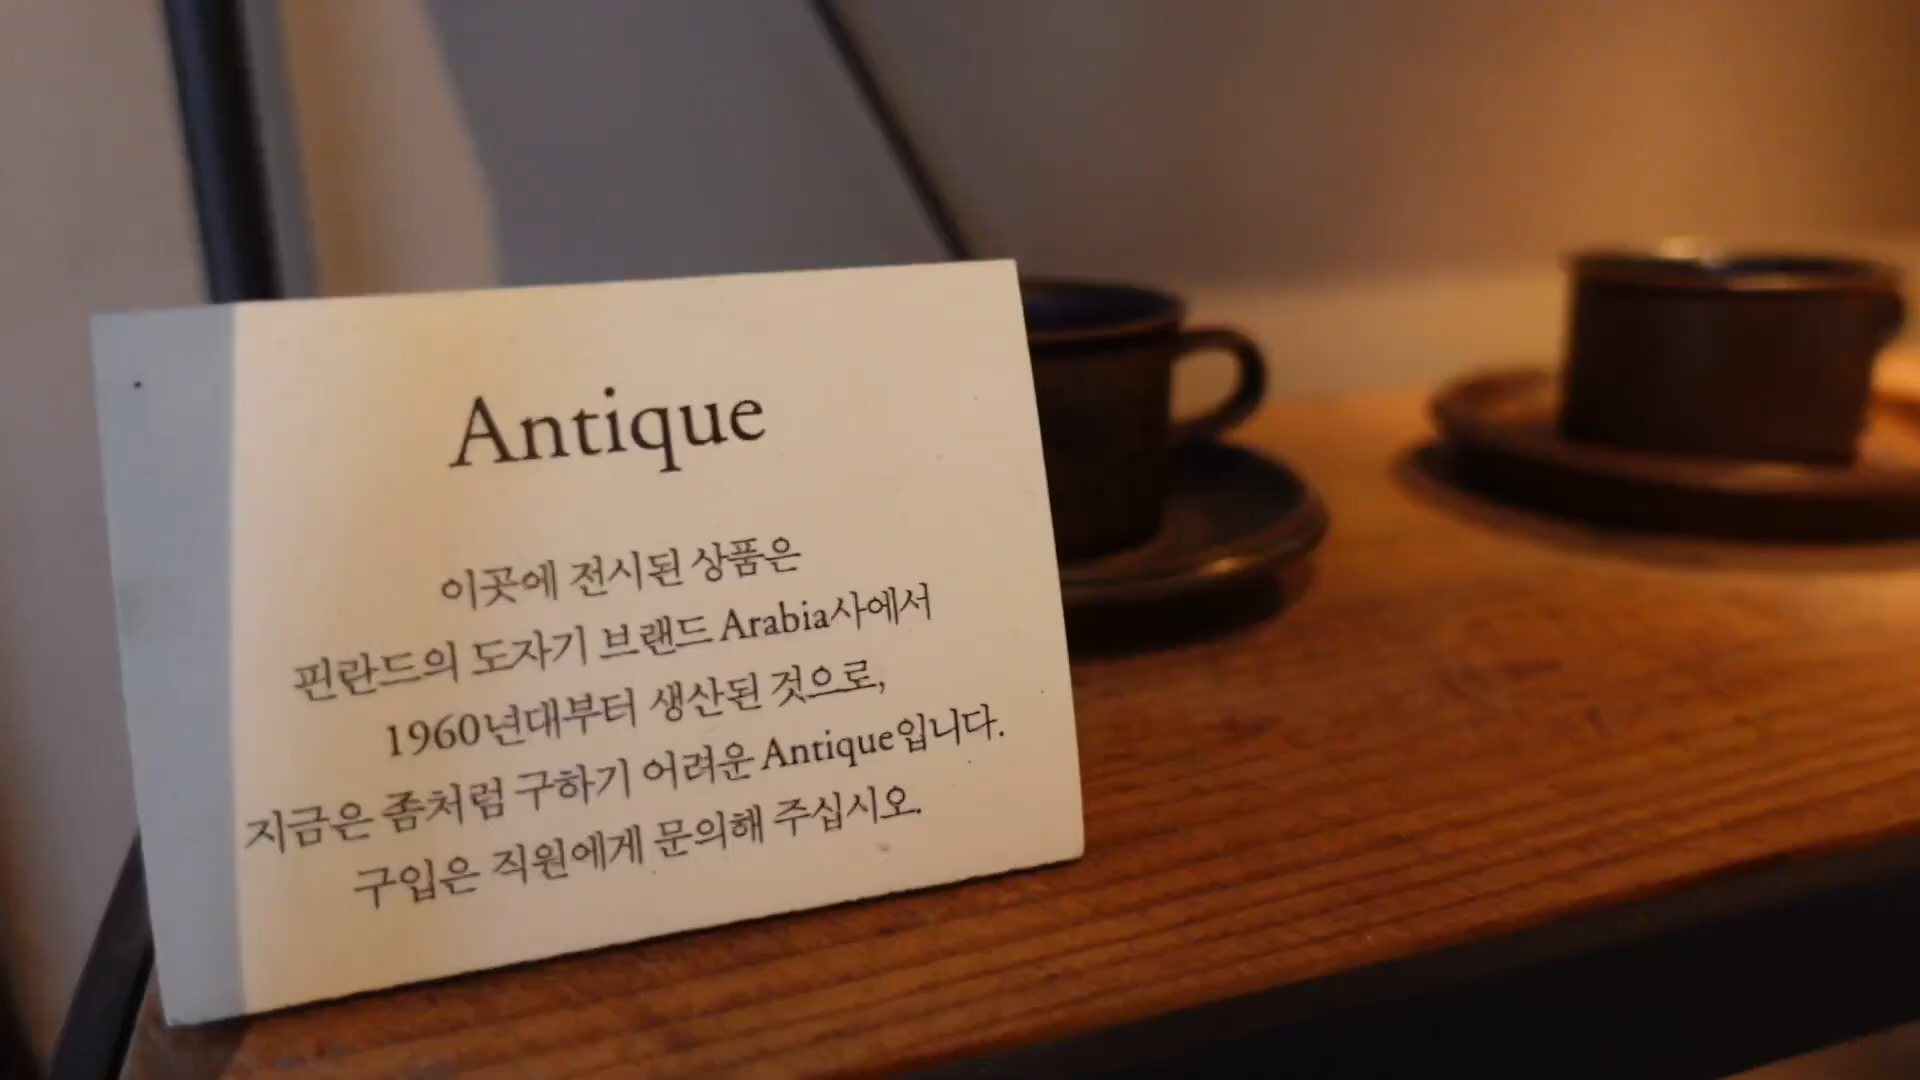 Antique
이곳에 전시된 상품은
핀란드의 도자기 브랜드 Arabia사에서
1960년대부터 생산된 것으로,
지금은 좀처럼 구하기 어려운 Antique입니다.
구입은 직원에게 문의해 주십시오.